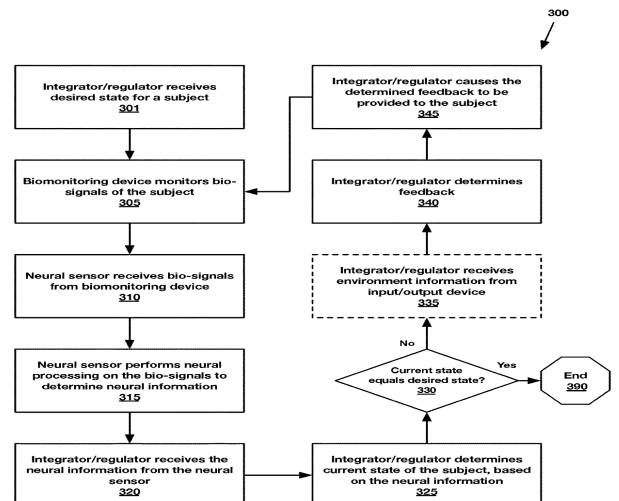 300
Integrator/regulator receives
desired state for a subject
301
Biomonitoring device monitors bio-
signals of the subject
305
Neural sensor receives bio-signals
from biomonitoring device
310
Neural sensor performs neural
processing on the bio-signals to
determine neural information
315
Integrator/regulator receives the
neural information from the neural
sensor
320
Integrator/regulator determines
current state of the subject, based
on the neural information
325
Current state
equals desired state?
330
Yes
End
390
No
Integrator/regulator receives
environment information from
input/output device
335
Integrator/regulator determines
feedback
340
Integrator/regulator causes the
determined feedback to be
provided to the subject
345